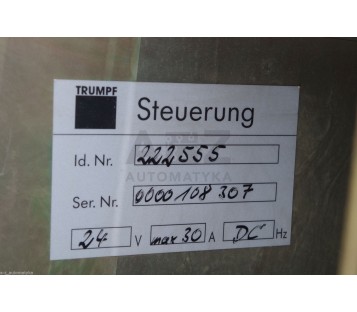 TRUMPF
Steuerung
Id. Nr. 222555
AUTOMATYKA
Ser. Nr. 0000108307
24 V max 30 A DC Hz